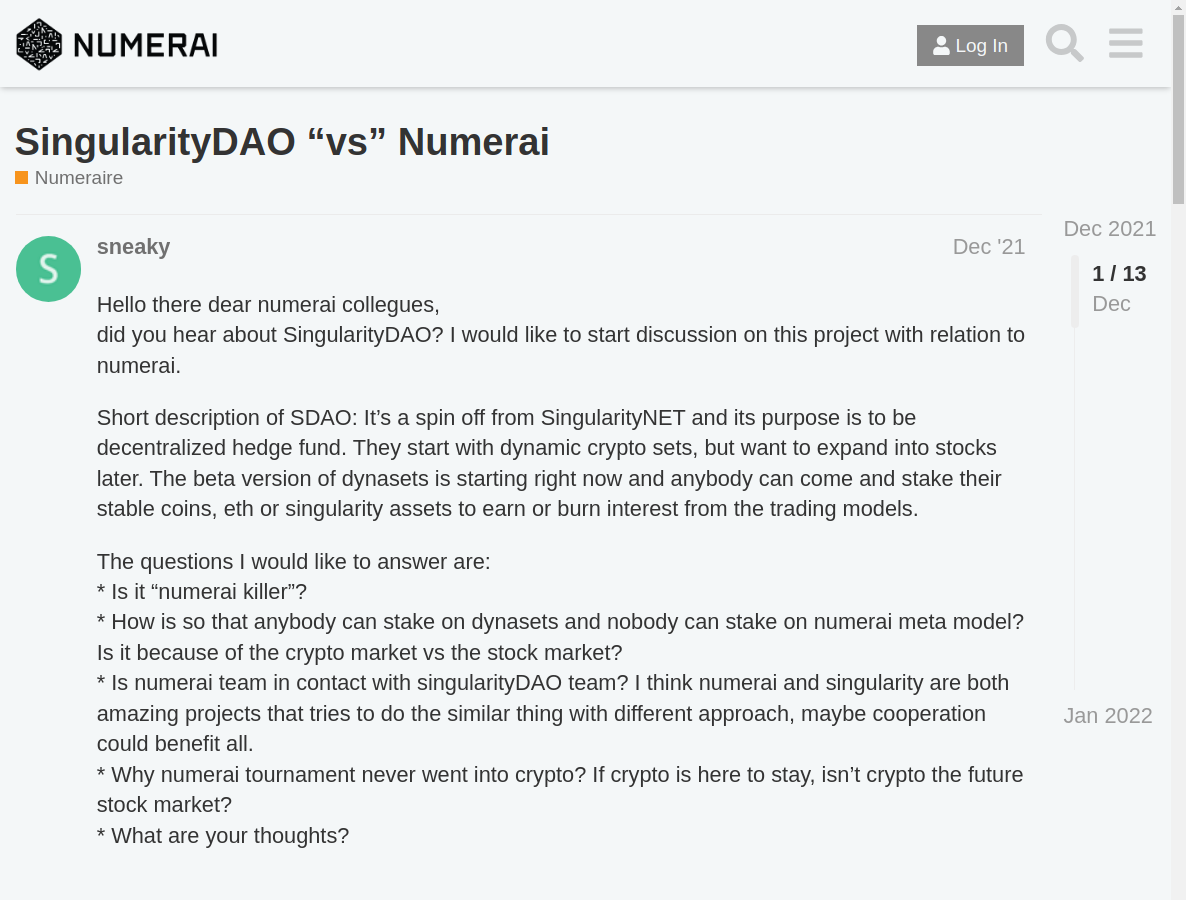 NUMERAI
Log In
SingularityDAO “vs” Numerai
Numeraire
S
sneaky
Dec '21
Hello there dear numerai collegues,
did you hear about SingularityDAO? I would like to start discussion on this project with relation to
numerai.
Short description of SDAO: It’s a spin off from SingularityNET and its purpose is to be
decentralized hedge fund. They start with dynamic crypto sets, but want to expand into stocks
later. The beta version of dynasets is starting right now and anybody can come and stake their
stable coins, eth or singularity assets to earn or burn interest from the trading models.
The questions I would like to answer are:
* Is it “numerai killer”?
* How is so that anybody can stake on dynasets and nobody can stake on numerai meta model?
Is it because of the crypto market vs the stock market?
* Is numerai team in contact with singularityDAO team? I think numerai and singularity are both
amazing projects that tries to do the similar thing with different approach, maybe cooperation
could benefit all.
* Why numerai tournament never went into crypto? If crypto is here to stay, isn’t crypto the future
stock market?
* What are your thoughts?
Dec 2021
1 / 13
Dec
Jan 2022